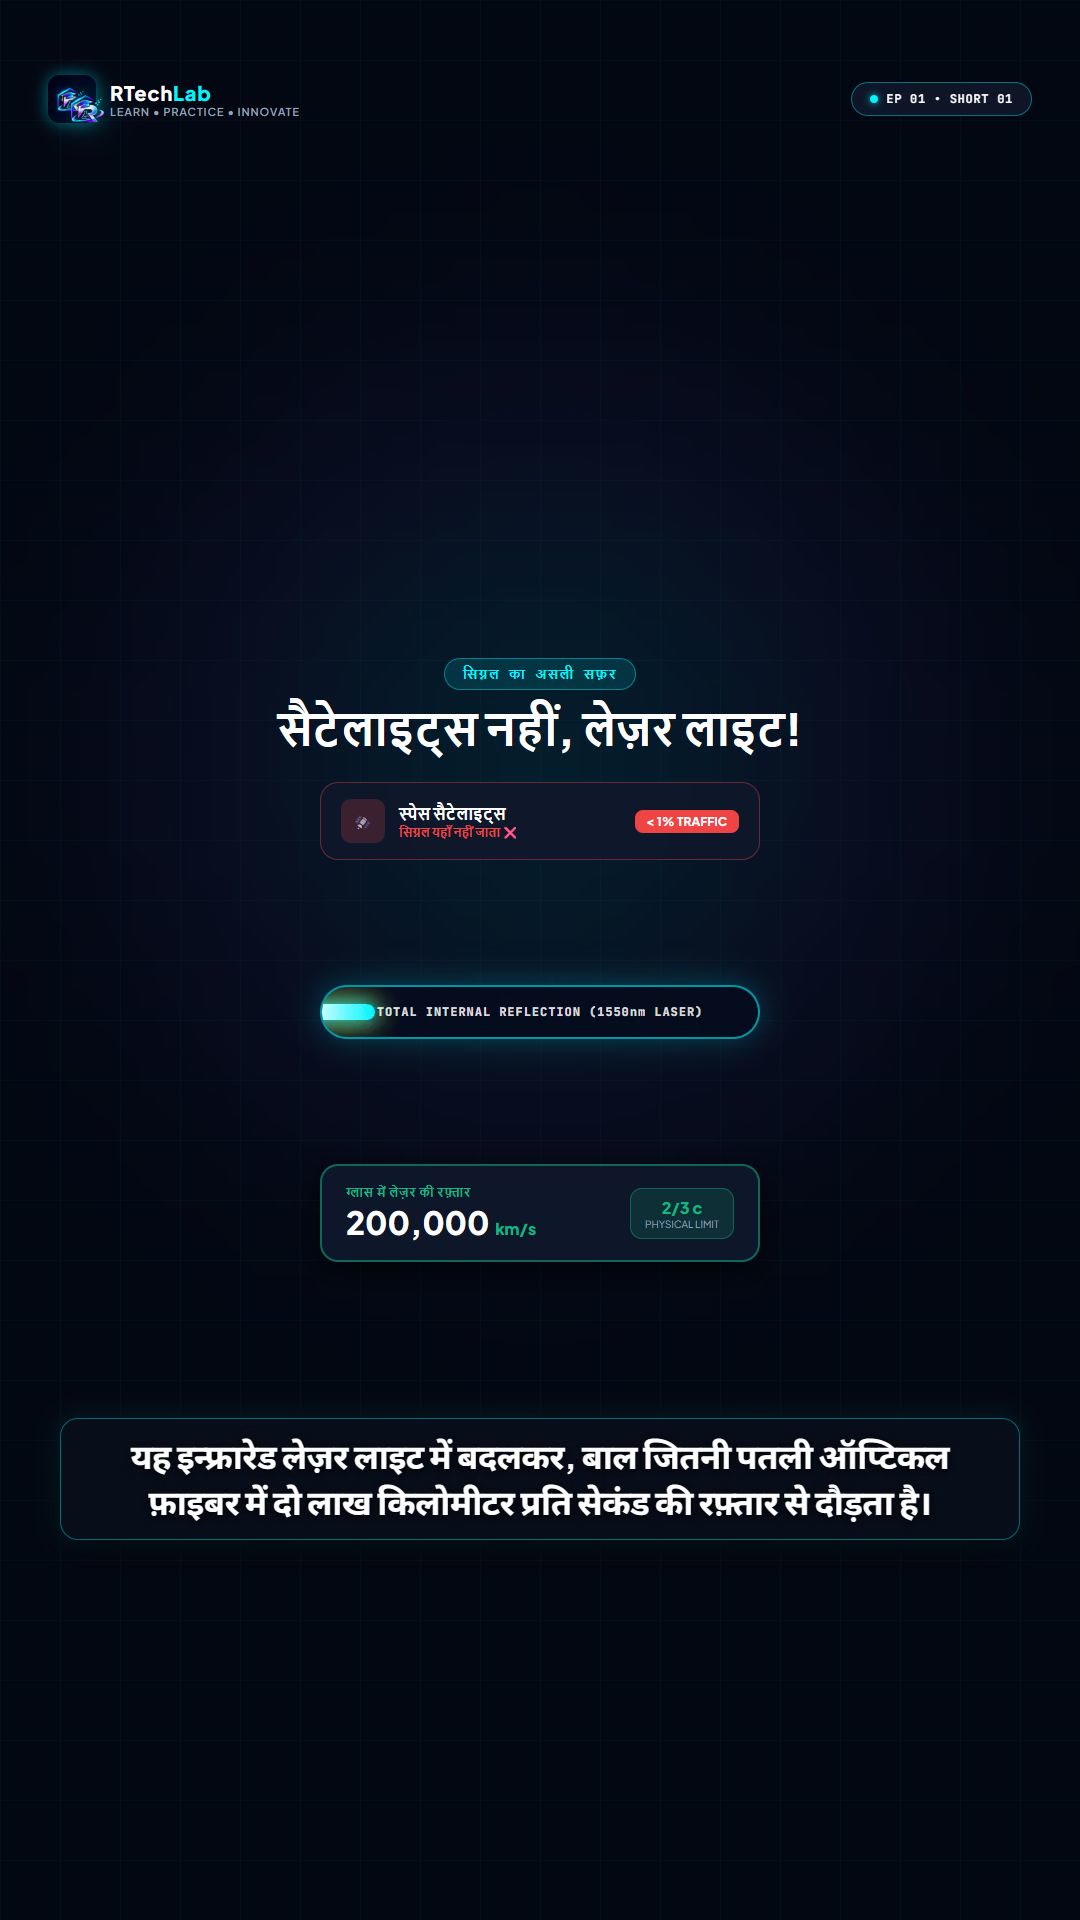 RTechLab
LEARN • PRACTICE • INNOVATE
EP 01 • SHORT 01
सिग्नल का असली सफ़र
सैटेलाइट्स नहीं, लेज़र लाइट!
स्पेस सैटेलाइट्स
सिग्नल यहाँ नहीं जाता ❌
< 1% TRAFFIC
TOTAL INTERNAL REFLECTION (1550nm LASER)
ग्लास में लेज़र की रफ़्तार
200,000 km/s
2/3 c
PHYSICAL LIMIT
यह इन्फ्रारेड लेज़र लाइट में बदलकर, बाल जितनी पतली ऑप्टिकल
फ़ाइबर में दो लाख किलोमीटर प्रति सेकंड की रफ़्तार से दौड़ता है।